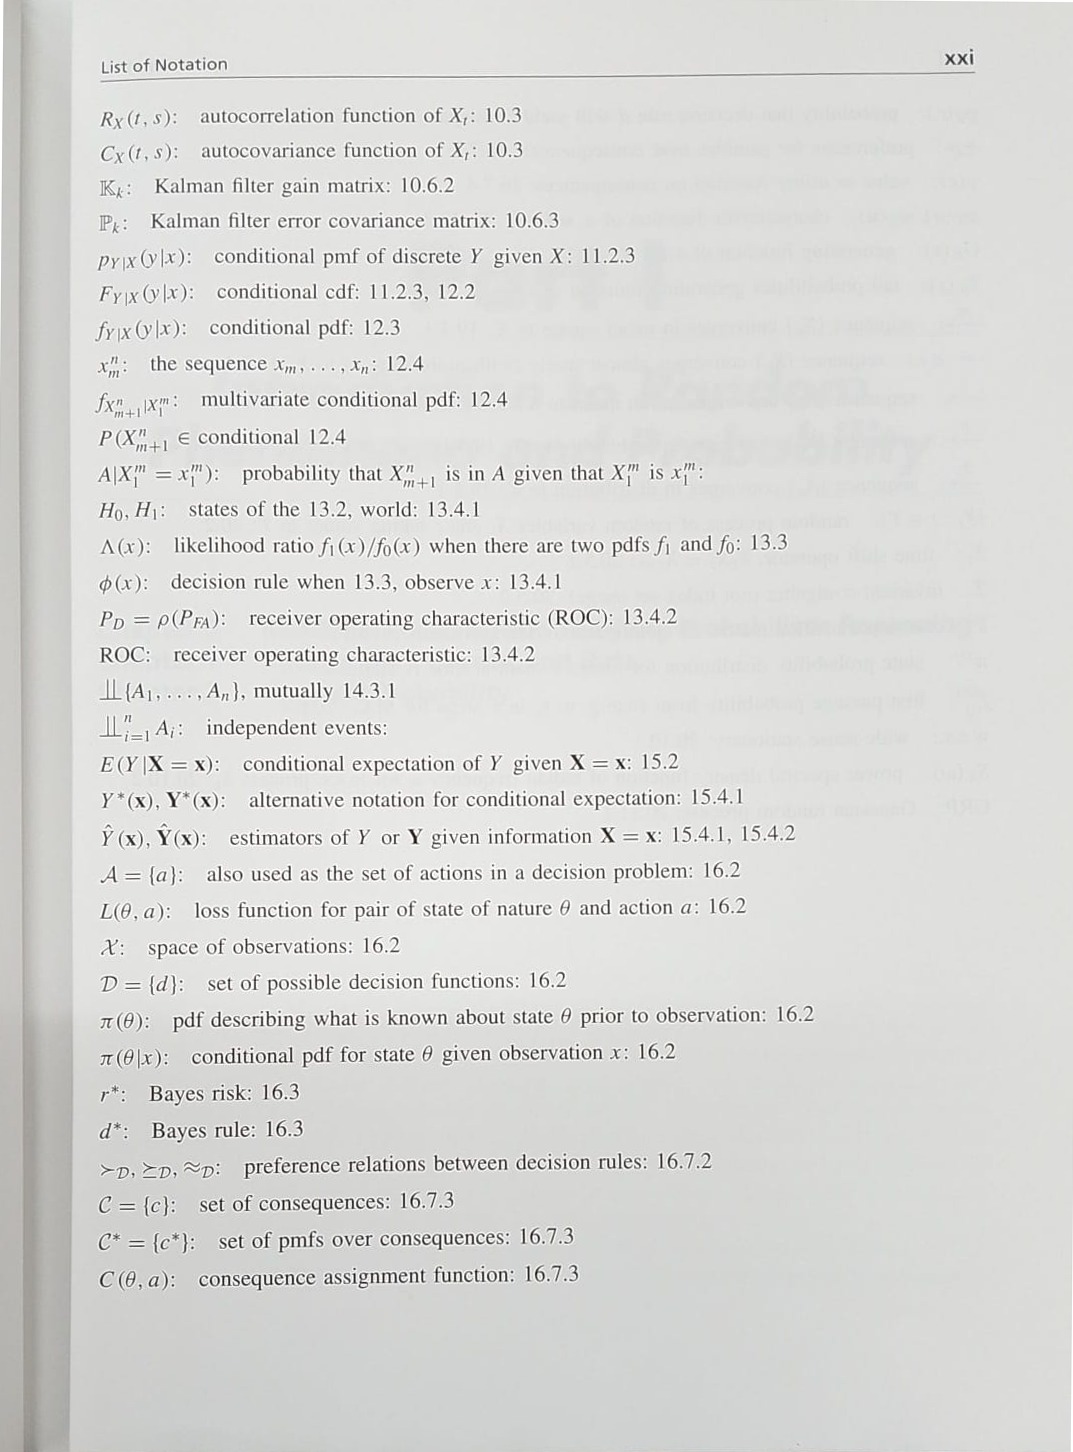 List of Notation xxi
R_X(t, s): autocorrelation function of X_t: 10.3
C_X(t, s): autocovariance function of X_t: 10.3
𝕂_k: Kalman filter gain matrix: 10.6.2
ℙ_k: Kalman filter error covariance matrix: 10.6.3
p_{Y|X}(y|x): conditional pmf of discrete Y given X: 11.2.3
F_{Y|X}(y|x): conditional cdf: 11.2.3, 12.2
f_{Y|X}(y|x): conditional pdf: 12.3
x_m^n: the sequence x_m, . . . , x_n: 12.4
f_{X_{m+1}^n|X_1^m}: multivariate conditional pdf: 12.4
P(X_{m+1}^n ∈ conditional 12.4
A|X_1^m = x_1^m): probability that X_{m+1}^n is in A given that X_1^m is x_1^m:
H_0, H_1: states of the 13.2, world: 13.4.1
Λ(x): likelihood ratio f_1(x)/f_0(x) when there are two pdfs f_1 and f_0: 13.3
ϕ(x): decision rule when 13.3, observe x: 13.4.1
P_D = ρ(P_{FA}): receiver operating characteristic (ROC): 13.4.2
ROC: receiver operating characteristic: 13.4.2
⫫{A_1, . . . , A_n}, mutually 14.3.1
⫫_{i=1}^n A_i: independent events:
E(Y|X = x): conditional expectation of Y given X = x: 15.2
Y*(x), Y*(x): alternative notation for conditional expectation: 15.4.1
Ŷ(x), Ŷ(x): estimators of Y or Y given information X = x: 15.4.1, 15.4.2
𝒜 = {a}: also used as the set of actions in a decision problem: 16.2
L(θ, a): loss function for pair of state of nature θ and action a: 16.2
𝒳: space of observations: 16.2
𝒟 = {d}: set of possible decision functions: 16.2
π(θ): pdf describing what is known about state θ prior to observation: 16.2
π(θ|x): conditional pdf for state θ given observation x: 16.2
r*: Bayes risk: 16.3
d*: Bayes rule: 16.3
≻_𝒟, ⪰_𝒟, ≈_𝒟: preference relations between decision rules: 16.7.2
𝒞 = {c}: set of consequences: 16.7.3
𝒞* = {c*}: set of pmfs over consequences: 16.7.3
C(θ, a): consequence assignment function: 16.7.3